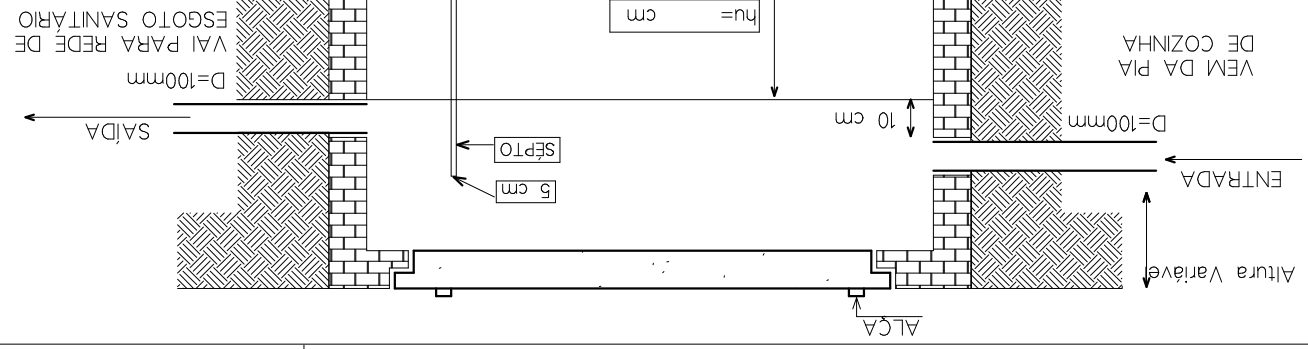 ALÇA
Altura Variáve
ENTRADA
5 cm
SÉPTO
D=100mm
10 cm
SAÍDA
VEM DA PIA
DE COZINHA
D=100mm
VAI PARA REDE DE
ESGOTO SANITÁRIO
hu= cm